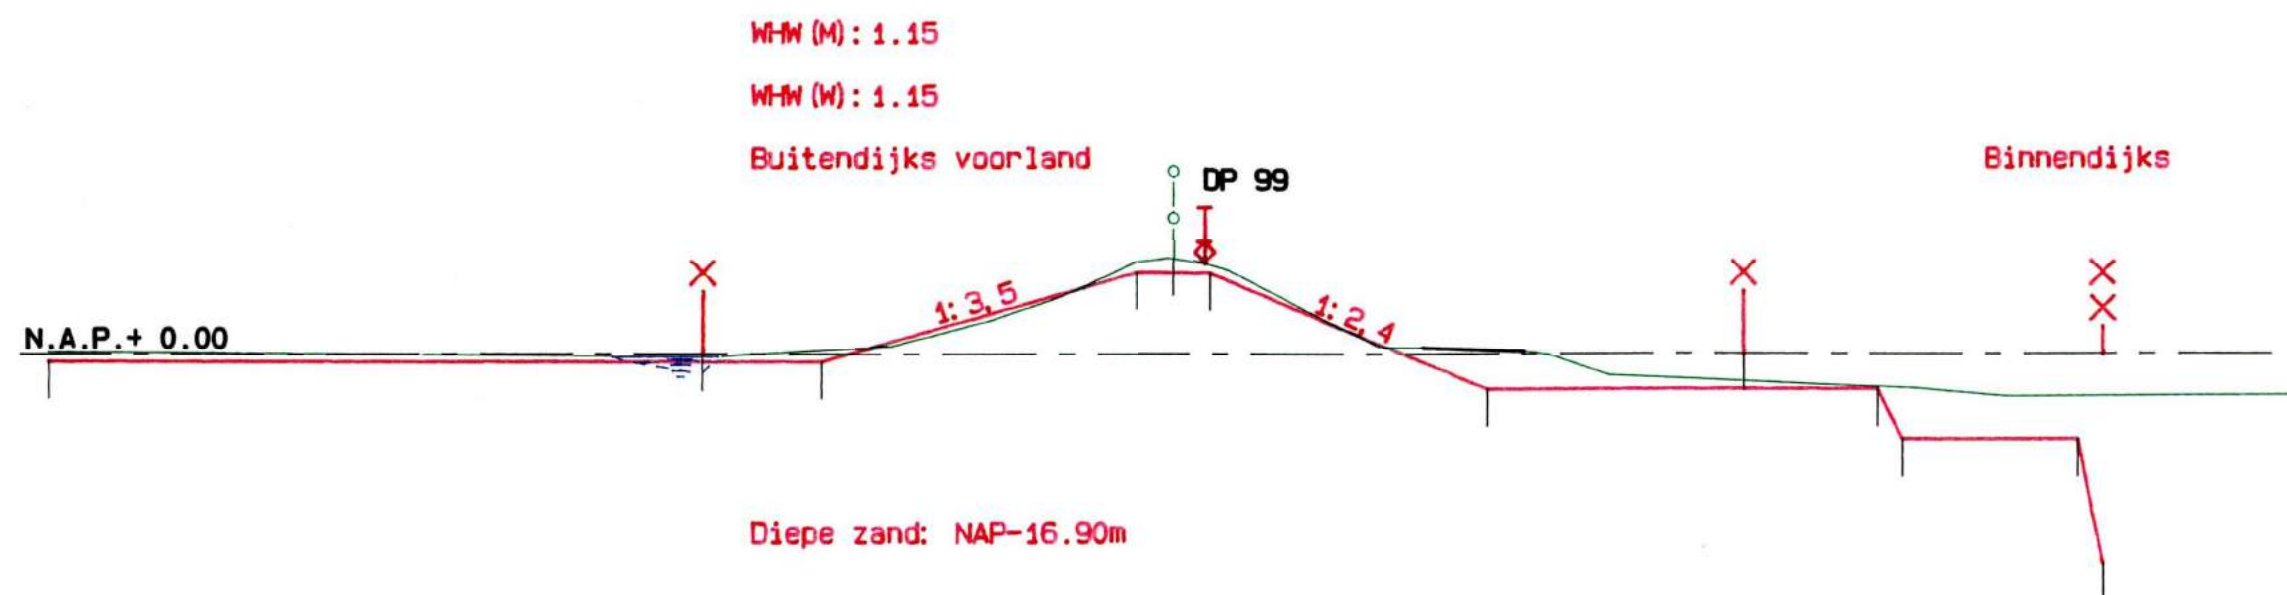 WHW (M): 1.15
WHW (W): 1.15
Buitendijks voorland
Binnendijks
DP 99
1: 3,5
1: 2,4
N.A.P.+ 0.00
Diepe zand: NAP-16.90m